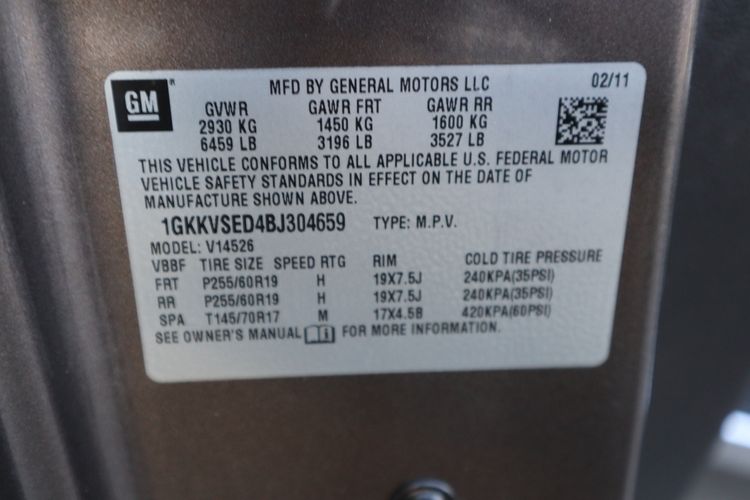 GM
MFD BY GENERAL MOTORS LLC 02/11
GVWR GAWR FRT GAWR RR
2930 KG 1450 KG 1600 KG
6459 LB 3196 LB 3527 LB
THIS VEHICLE CONFORMS TO ALL APPLICABLE U.S. FEDERAL MOTOR
VEHICLE SAFETY STANDARDS IN EFFECT ON THE DATE OF
MANUFACTURE SHOWN ABOVE.
1GKKVSED4BJ304659 TYPE: M.P.V.
MODEL: V14526
VBBF TIRE SIZE SPEED RTG RIM COLD TIRE PRESSURE
FRT P255/60R19 H 19X7.5J 240KPA(35PSI)
RR P255/60R19 H 19X7.5J 240KPA(35PSI)
SPA T145/70R17 M 17X4.5B 420KPA(60PSI)
SEE OWNER'S MANUAL FOR MORE INFORMATION.